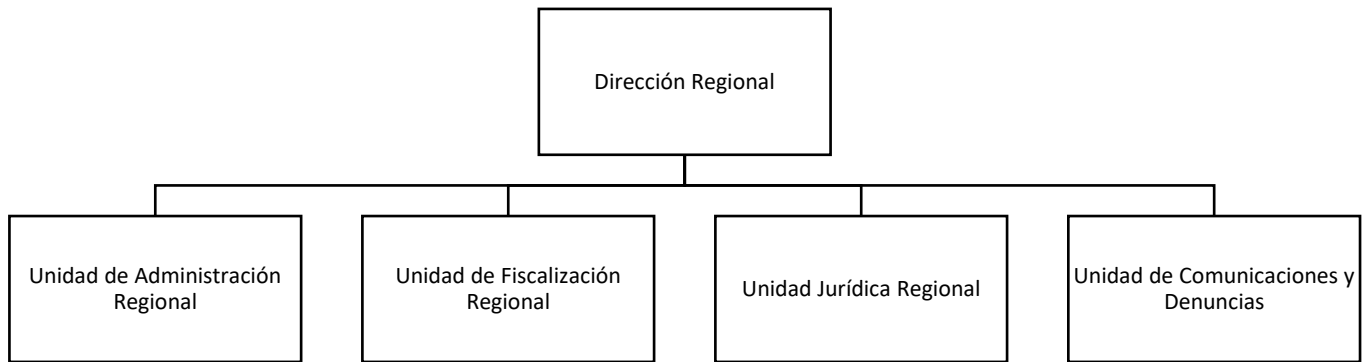 Dirección Regional
Unidad de Administración
Regional
Unidad de Fiscalización
Regional
Unidad Jurídica Regional
Unidad de Comunicaciones y
Denuncias